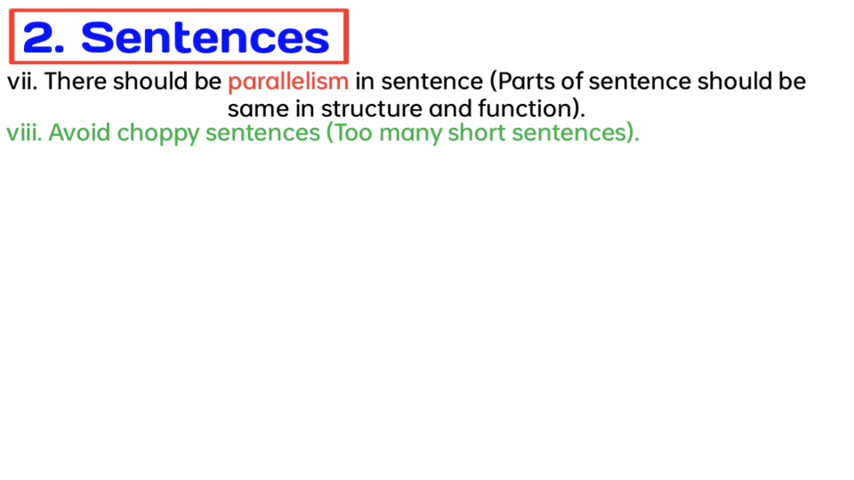 2. Sentences
vii. There should be parallelism in sentence (Parts of sentence should be
same in structure and function).
viii. Avoid choppy sentences (Too many short sentences).